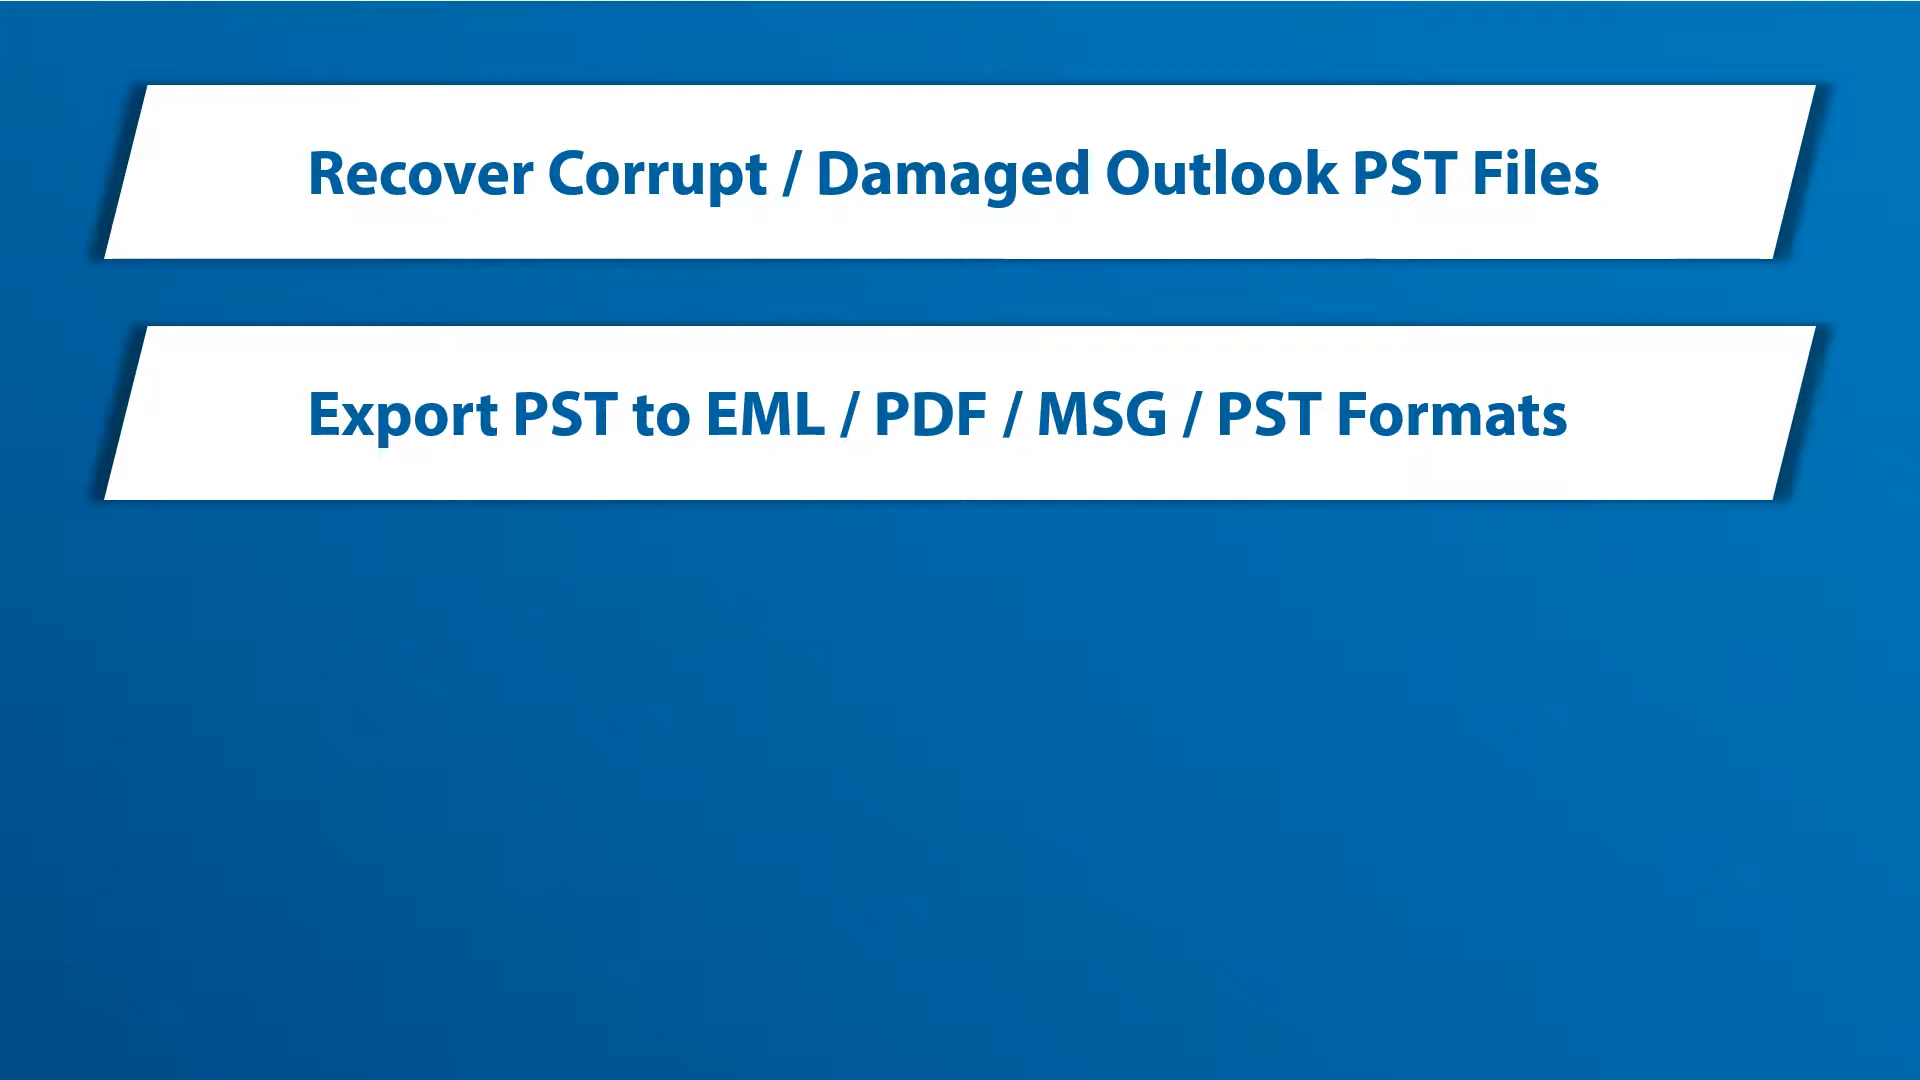 Recover Corrupt / Damaged Outlook PST Files
Export PST to EML / PDF / MSG / PST Formats